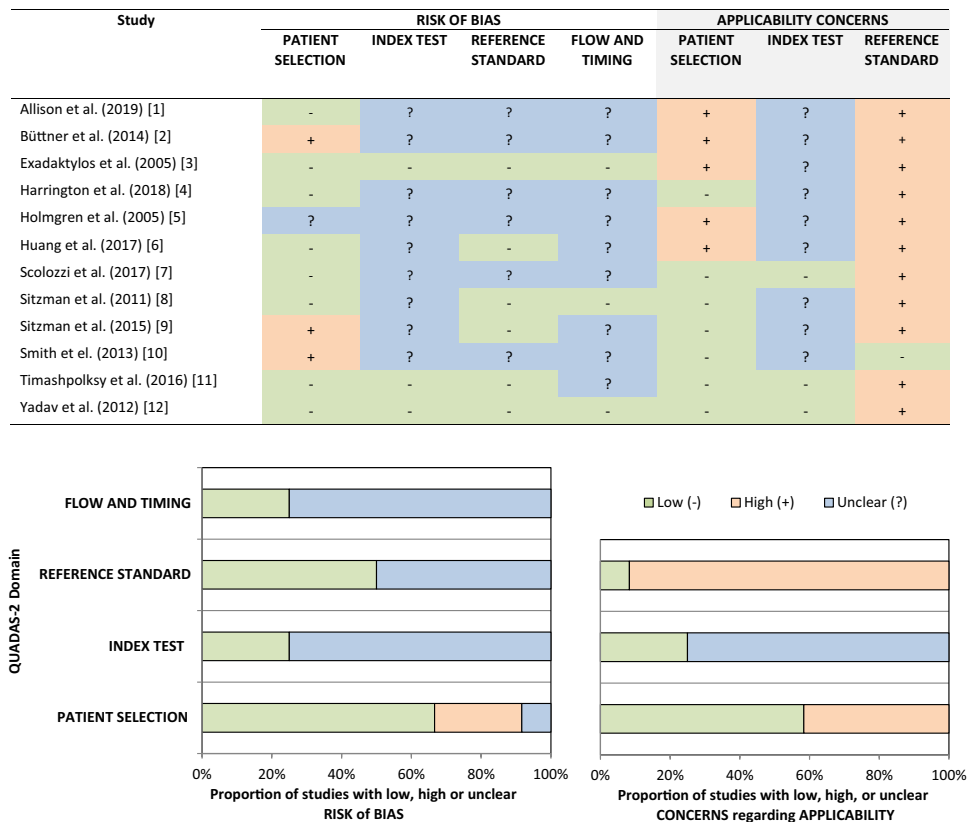 Study RISK OF BIAS APPLICABILITY CONCERNS
PATIENT SELECTION INDEX TEST REFERENCE STANDARD FLOW AND TIMING PATIENT SELECTION INDEX TEST REFERENCE STANDARD
Allison et al. (2019) [1] - ? ? ? + ? +
Büttner et al. (2014) [2] + ? ? ? + ? +
Exadaktylos et al. (2005) [3] - - - - + ? +
Harrington et al. (2018) [4] - ? ? ? - ? +
Holmgren et al. (2005) [5] ? ? ? ? + ? +
Huang et al. (2017) [6] - ? - ? + ? +
Scolozzi et al. (2017) [7] - ? ? ? - - +
Sitzman et al. (2011) [8] - ? - - - ? +
Sitzman et al. (2015) [9] + ? - ? - ? +
Smith et el. (2013) [10] + ? ? ? - ? -
Timashpolksy et al. (2016) [11] - - - ? - - +
Yadav et al. (2012) [12] - - - - - - +
QUADAS-2 Domain
FLOW AND TIMING
REFERENCE STANDARD
INDEX TEST
PATIENT SELECTION
0% 20% 40% 60% 80% 100%
Proportion of studies with low, high or unclear
RISK of BIAS
Low (-) High (+) Unclear (?)
0% 20% 40% 60% 80% 100%
Proportion of studies with low, high, or unclear
CONCERNS regarding APPLICABILITY